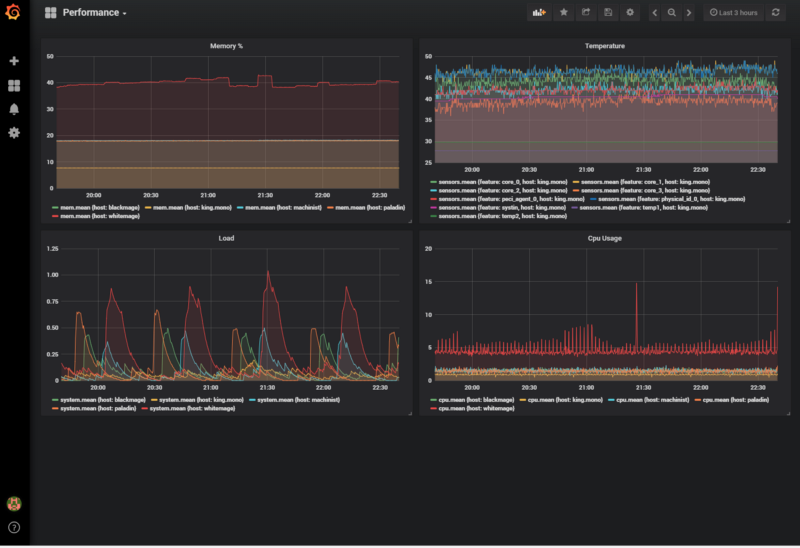 Performance
Last 3 hours
Memory %
50
40
30
20
10
0
20:00 20:30 21:00 21:30 22:00 22:30
mem.mean (host: blackmage) mem.mean (host: king.mono) mem.mean (host: machinist) mem.mean (host: paladin)
mem.mean (host: whitemage)
Temperature
50
45
40
35
30
25
20:00 20:30 21:00 21:30 22:00 22:30
sensors.mean (feature: core_0, host: king.mono) sensors.mean (feature: core_1, host: king.mono)
sensors.mean (feature: core_2, host: king.mono) sensors.mean (feature: core_3, host: king.mono)
sensors.mean (feature: peci_agent_0, host: king.mono) sensors.mean (feature: physical_id_0, host: king.mono)
sensors.mean (feature: systin, host: king.mono) sensors.mean (feature: temp1, host: king.mono)
sensors.mean (feature: temp2, host: king.mono)
Load
1.25
1.00
0.75
0.50
0.25
0
20:00 20:30 21:00 21:30 22:00 22:30
system.mean (host: blackmage) system.mean (host: king.mono) system.mean (host: machinist)
system.mean (host: paladin) system.mean (host: whitemage)
Cpu Usage
20
15
10
5
0
20:00 20:30 21:00 21:30 22:00 22:30
cpu.mean (host: blackmage) cpu.mean (host: king.mono) cpu.mean (host: machinist) cpu.mean (host: paladin)
cpu.mean (host: whitemage)